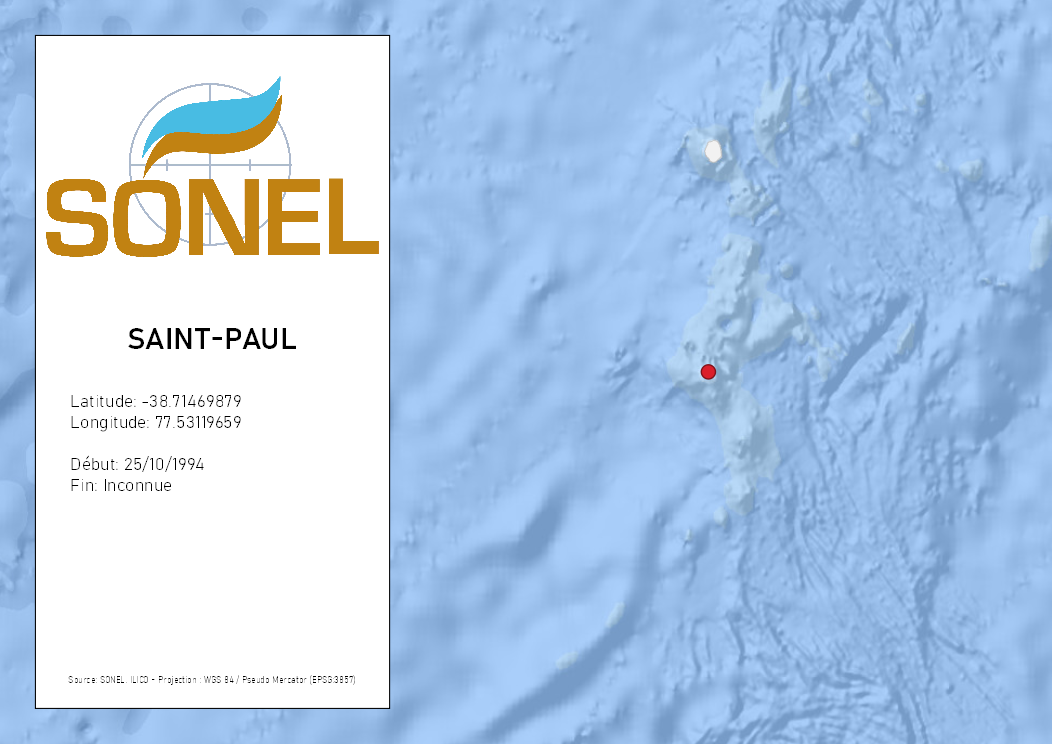 SONEL
SAINT-PAUL
Latitude: -38.71469879
Longitude: 77.53119659
Début: 25/10/1994
Fin: Inconnue
Source: SONEL, ILICO - Projection : WGS 84 / Pseudo Mercator (EPSG:3857)